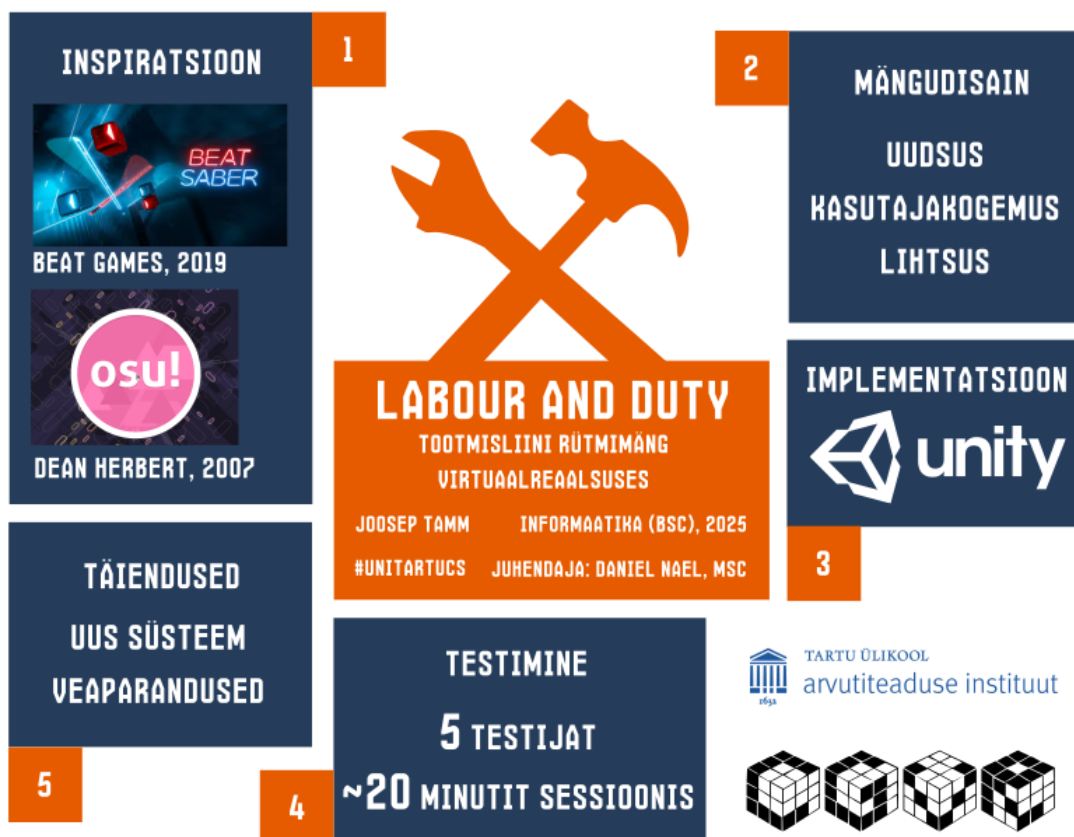 INSPIRATSIOON
1
BEAT
SABER
BEAT GAMES, 2019
osu!
DEAN HERBERT, 2007
2
MÄNGUDISAIN
UUDSUS
KASUTAJAKOGEMUS
LIHTSUS
LABOUR AND DUTY
TOOTMISLIINI RÜTMIMÄNG
VIRTUAALREAALSUSES
JOOSEP TAMM INFORMAATIKA (BSC), 2025
#UNITARTUCS JUHENDAJA: DANIEL NAEL, MSC
IMPLEMENTATSIOON
unity
3
TESTIMINE
5 TESTIJAT
~20 MINUTIT SESSIOONIS
4
TÄIENDUSED
UUS SÜSTEEM
VEAPARANDUSED
5
TARTU ÜLIKOOL
arvutiteaduse instituut
1632